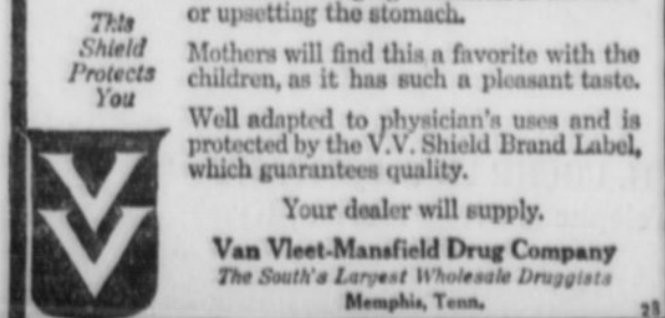 or upsetting the stomach.
This
Shield
Protects
You
Mothers will find this a favorite with the
children, as it has such a pleasant taste.
Well adapted to physician's uses and is
protected by the V.V. Shield Brand Label,
which guarantees quality.
VV
Your dealer will supply.
Van Vleet-Mansfield Drug Company
The South's Largest Wholesale Druggists
Memphis, Tenn.